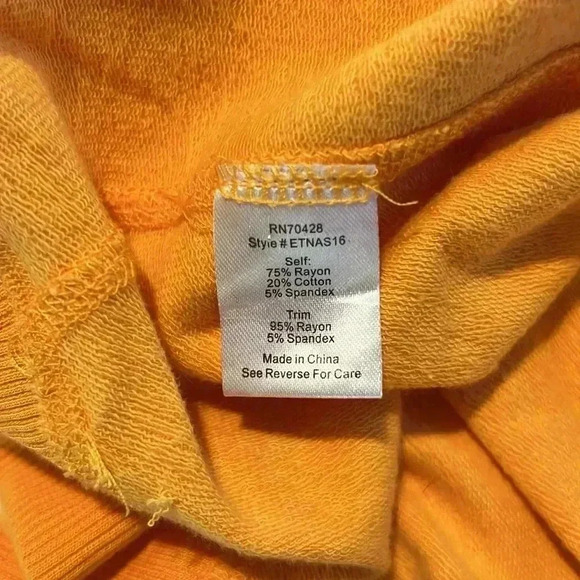 RN70428
Style # ETNAS16
Self:
75% Rayon
20% Cotton
5% Spandex
Trim
95% Rayon
5% Spandex
Made in China
See Reverse For Care